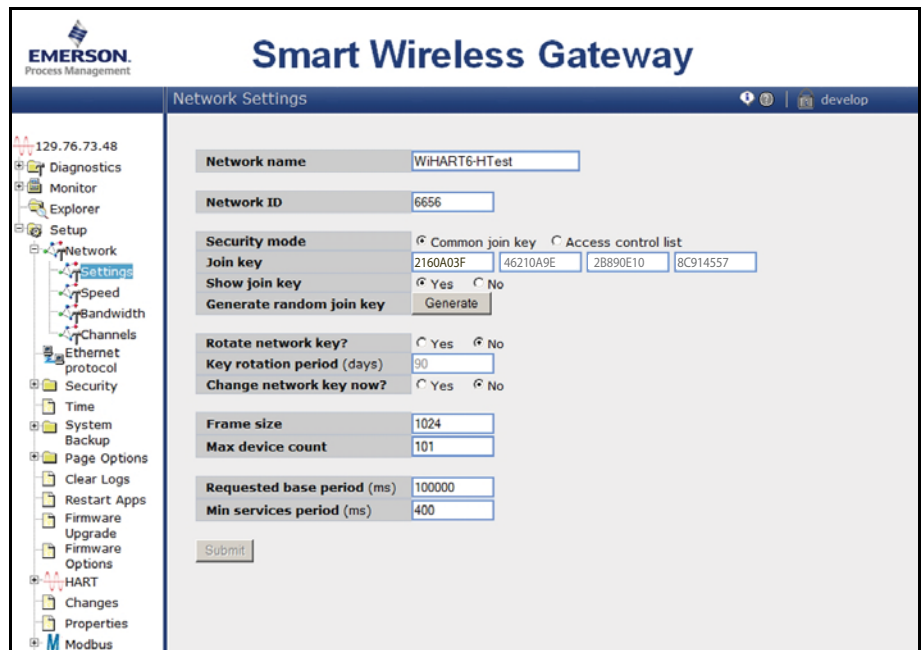 EMERSON.
Process Management
Smart Wireless Gateway
Network Settings
develop
129.76.73.48
Diagnostics
Monitor
Explorer
Setup
Network
Settings
Speed
Bandwidth
Channels
Ethernet
protocol
Security
Time
System
Backup
Page Options
Clear Logs
Restart Apps
Firmware
Upgrade
Firmware
Options
HART
Changes
Properties
Modbus
Network name WiHART6-HTest
Network ID 6656
Security mode Common join key Access control list
Join key 2160A03F 46210A9E 2B890E10 8C914557
Show join key Yes No
Generate random join key Generate
Rotate network key? Yes No
Key rotation period (days) 90
Change network key now? Yes No
Frame size 1024
Max device count 101
Requested base period (ms) 100000
Min services period (ms) 400
Submit